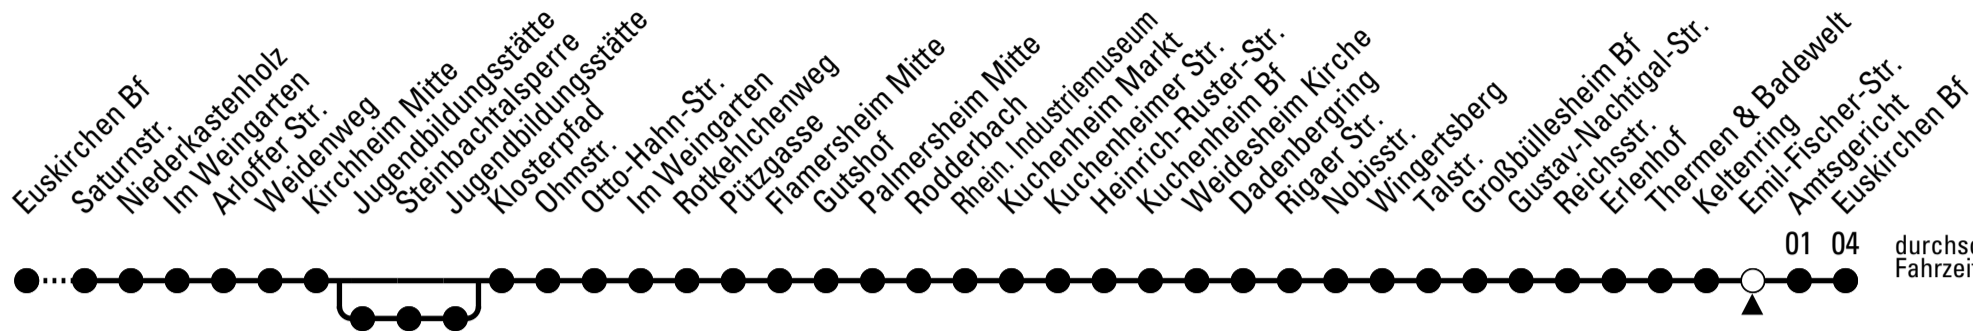 Euskirchen Bf
Saturnstr.
Niederkastenholz
Im Weingarten
Arloffer Str.
Weidenweg
Kirchheim Mitte
Jugendbildungsstätte
Steinbachtalsperre
Jugendbildungsstätte
Klosterpfad
Ohmstr.
Otto-Hahn-Str.
Im Weingarten
Rotkehlchenweg
Pützgasse
Flamersheim Mitte
Gutshof
Palmersheim Mitte
Rodderbach
Rhein. Industriemuseum
Kuchenheim Markt
Kuchenheimer Str.
Heinrich-Ruster-Str.
Kuchenheim Bf
Weidesheim Kirche
Dadenbergring
Rigaer Str.
Nobisstr.
Wingertsberg
Talstr.
Großbüllesheim Bf
Gustav-Nachtigal-Str.
Reichsstr.
Erlenhof
Thermen & Badewelt
Keltenring
Emil-Fischer-Str.
Amtsgericht
Euskirchen Bf
01 04
durchsc
Fahrzeit